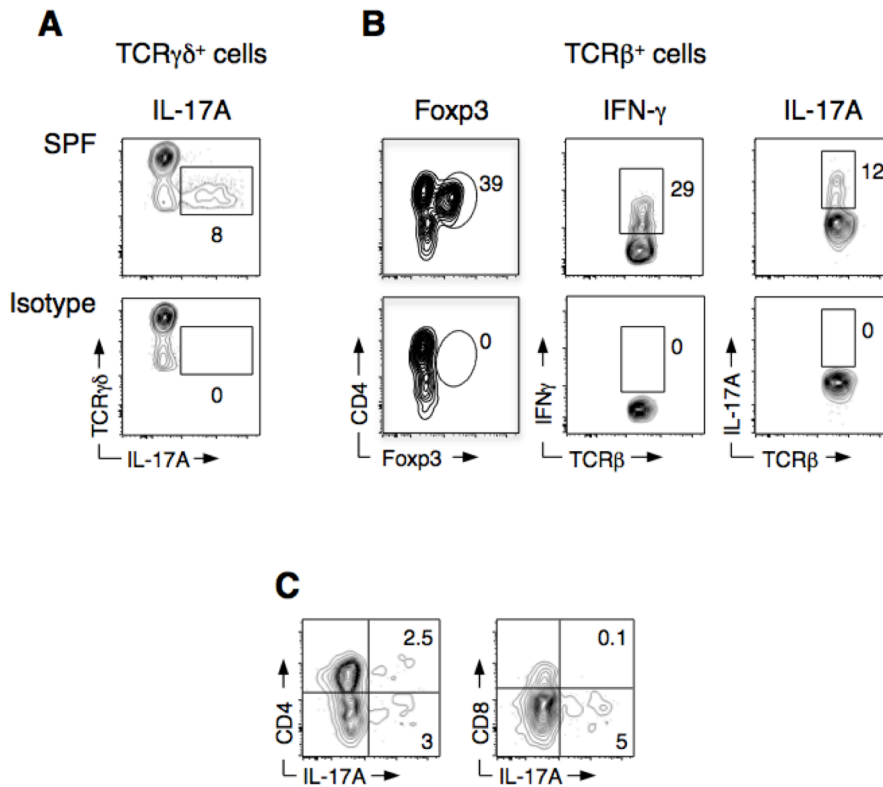 A
B
TCRγδ+ cells
TCRβ+ cells
IL-17A
Foxp3
IFN-γ
IL-17A
SPF
8
39
29
12
Isotype
0
0
0
0
TCRγδ
IL-17A
CD4
Foxp3
IFNγ
TCRβ
IL-17A
TCRβ
C
2.5
3
CD4
IL-17A
0.1
5
CD8
IL-17A